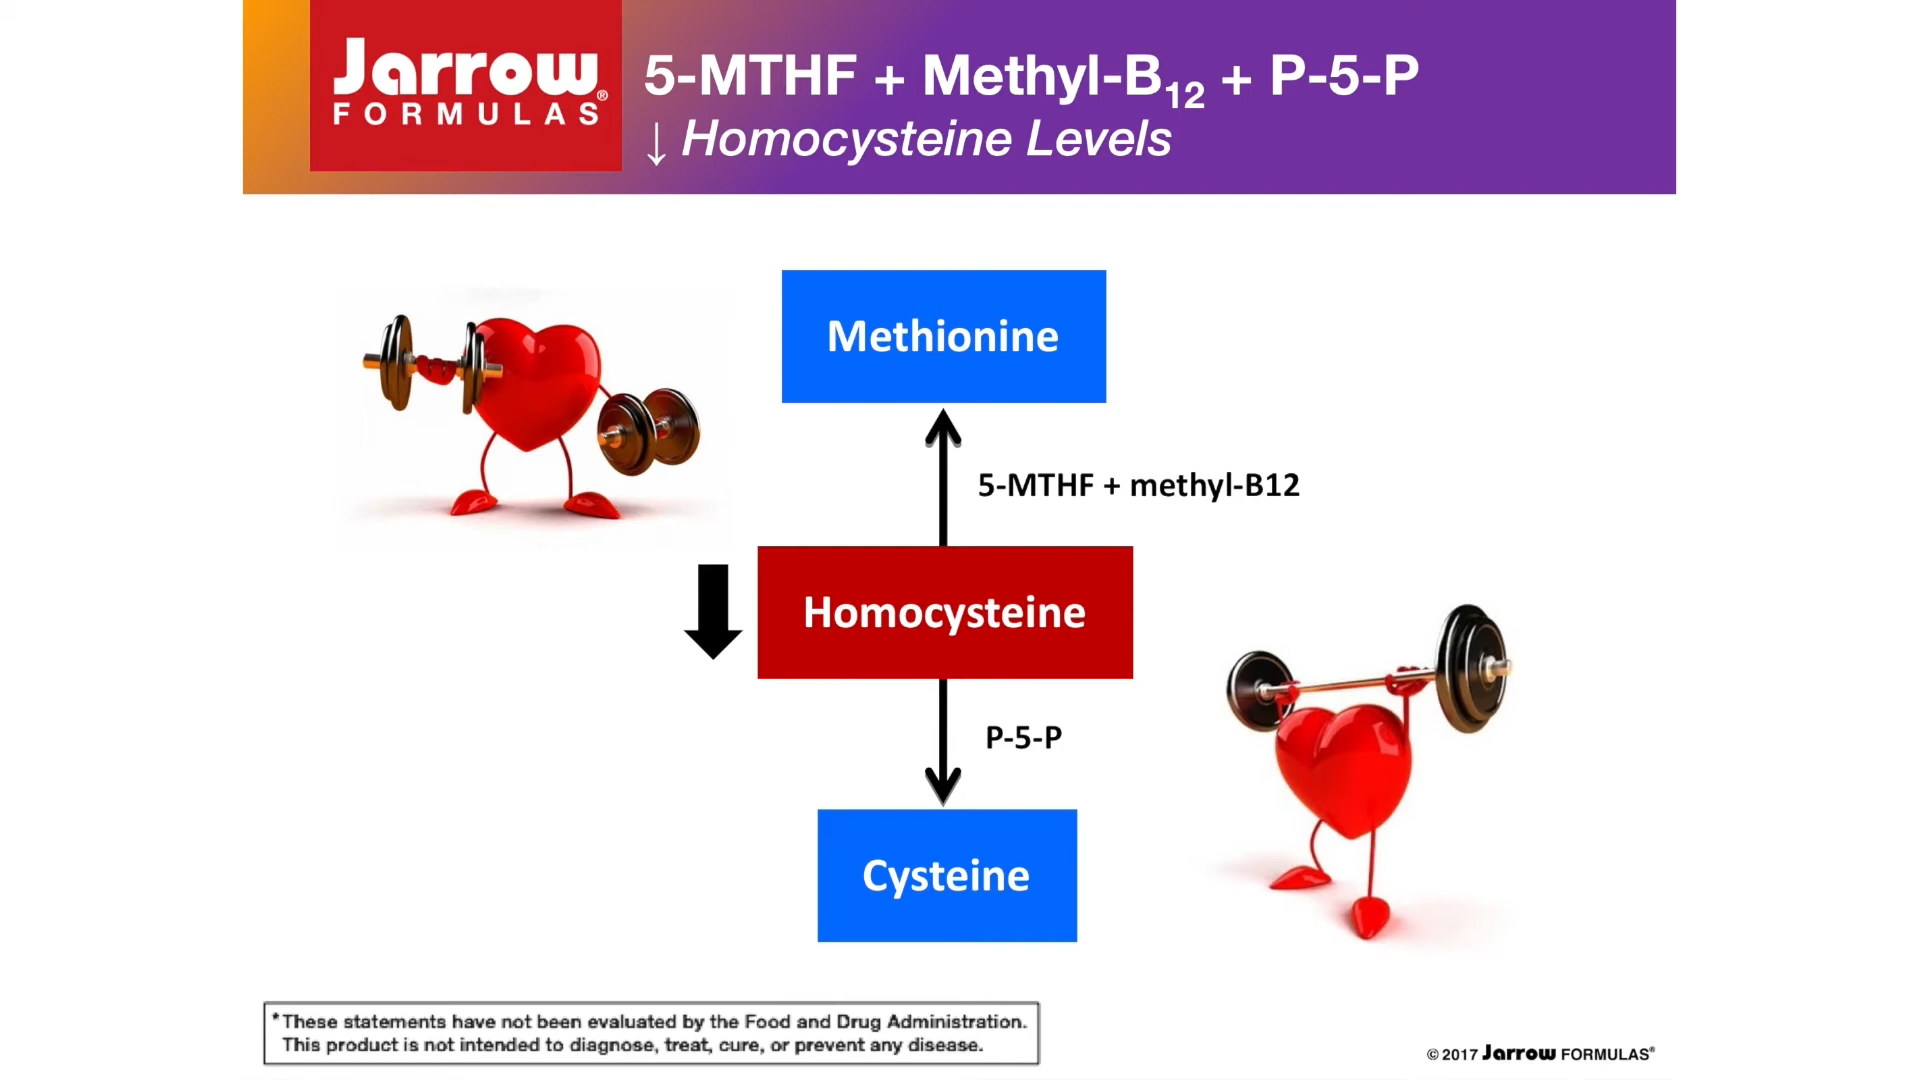 Jarrow®
FORMULAS
5-MTHF + Methyl-B12 + P-5-P
↓ Homocysteine Levels
Methionine
5-MTHF + methyl-B12
Homocysteine
P-5-P
Cysteine
*These statements have not been evaluated by the Food and Drug Administration.
This product is not intended to diagnose, treat, cure, or prevent any disease.
© 2017 Jarrow FORMULAS®